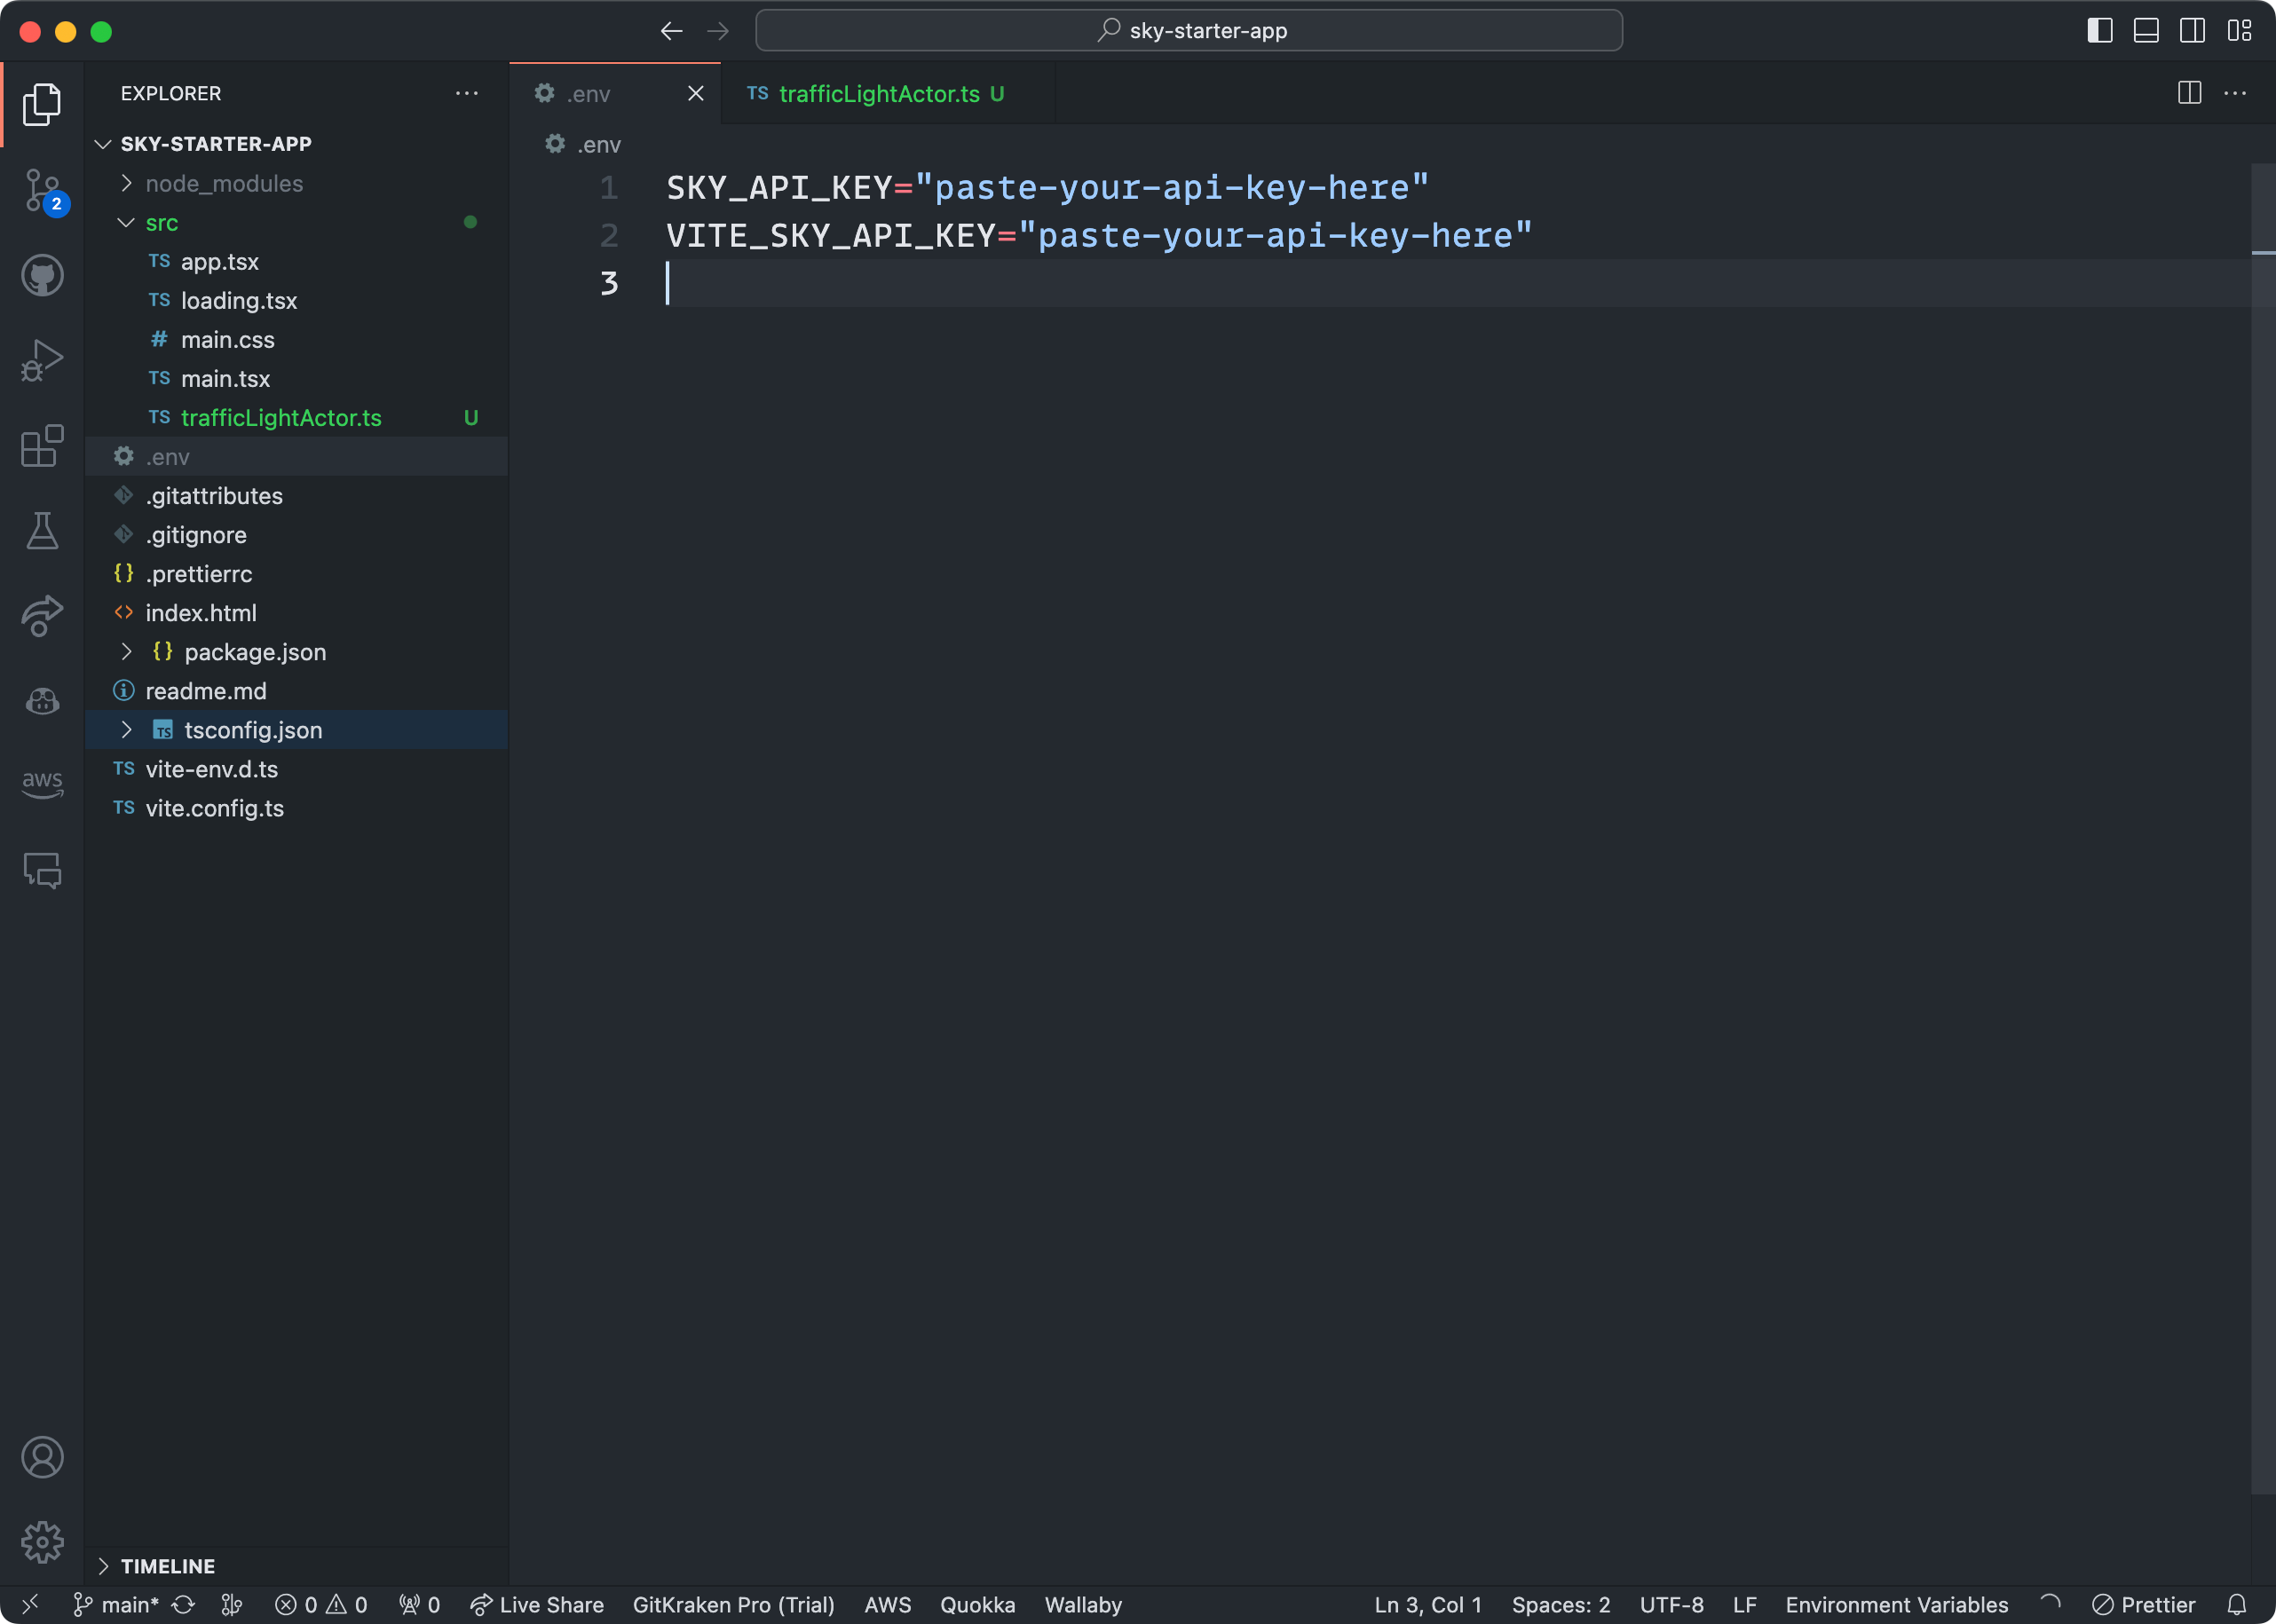 sky-starter-app
EXPLORER
.env
TS trafficLightActor.ts U
SKY-STARTER-APP
.env
node_modules
1 SKY_API_KEY="paste-your-api-key-here"
2
src
2 VITE_SKY_API_KEY="paste-your-api-key-here"
TS app.tsx
3
TS loading.tsx
# main.css
TS main.tsx
TS trafficLightActor.ts U
.env
.gitattributes
.gitignore
{} .prettierrc
<> index.html
{} package.json
readme.md
TS tsconfig.json
TS vite-env.d.ts
aws
TS vite.config.ts
TIMELINE
main* 0 0 0 Live Share GitKraken Pro (Trial) AWS Quokka Wallaby Ln 3, Col 1 Spaces: 2 UTF-8 LF Environment Variables Prettier